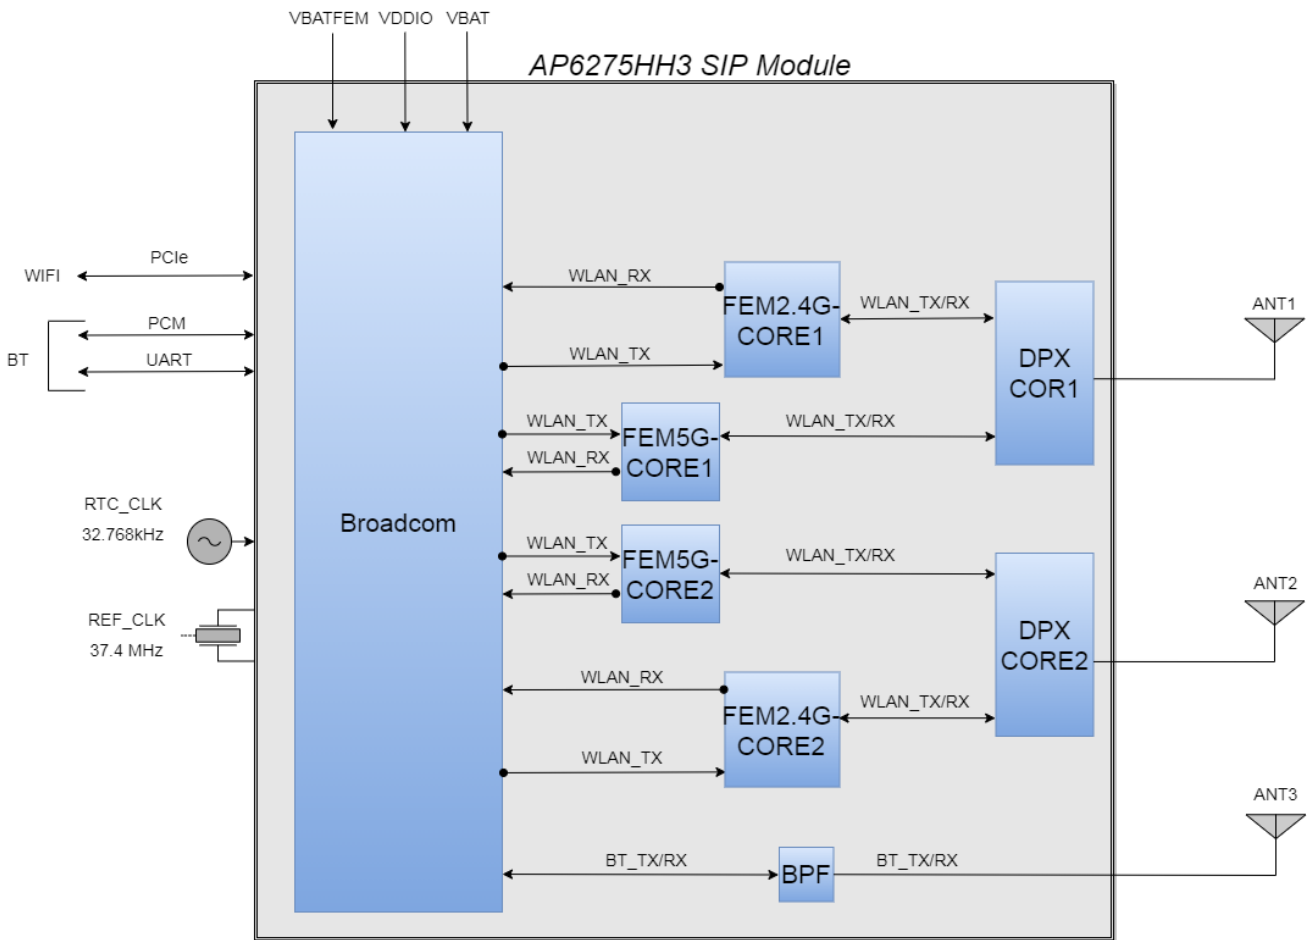 VBATFEM VDDIO VBAT
AP6275HH3 SIP Module
WIFI
PCIe
BT
PCM
UART
RTC_CLK
32.768kHz
REF_CLK
37.4 MHz
Broadcom
WLAN_RX
WLAN_TX
FEM2.4G-
CORE1
WLAN_TX/RX
WLAN_TX
WLAN_RX
FEM5G-
CORE1
WLAN_TX/RX
DPX
COR1
ANT1
WLAN_TX
WLAN_RX
FEM5G-
CORE2
WLAN_TX/RX
WLAN_RX
WLAN_TX
FEM2.4G-
CORE2
WLAN_TX/RX
DPX
CORE2
ANT2
BT_TX/RX
BPF
BT_TX/RX
ANT3